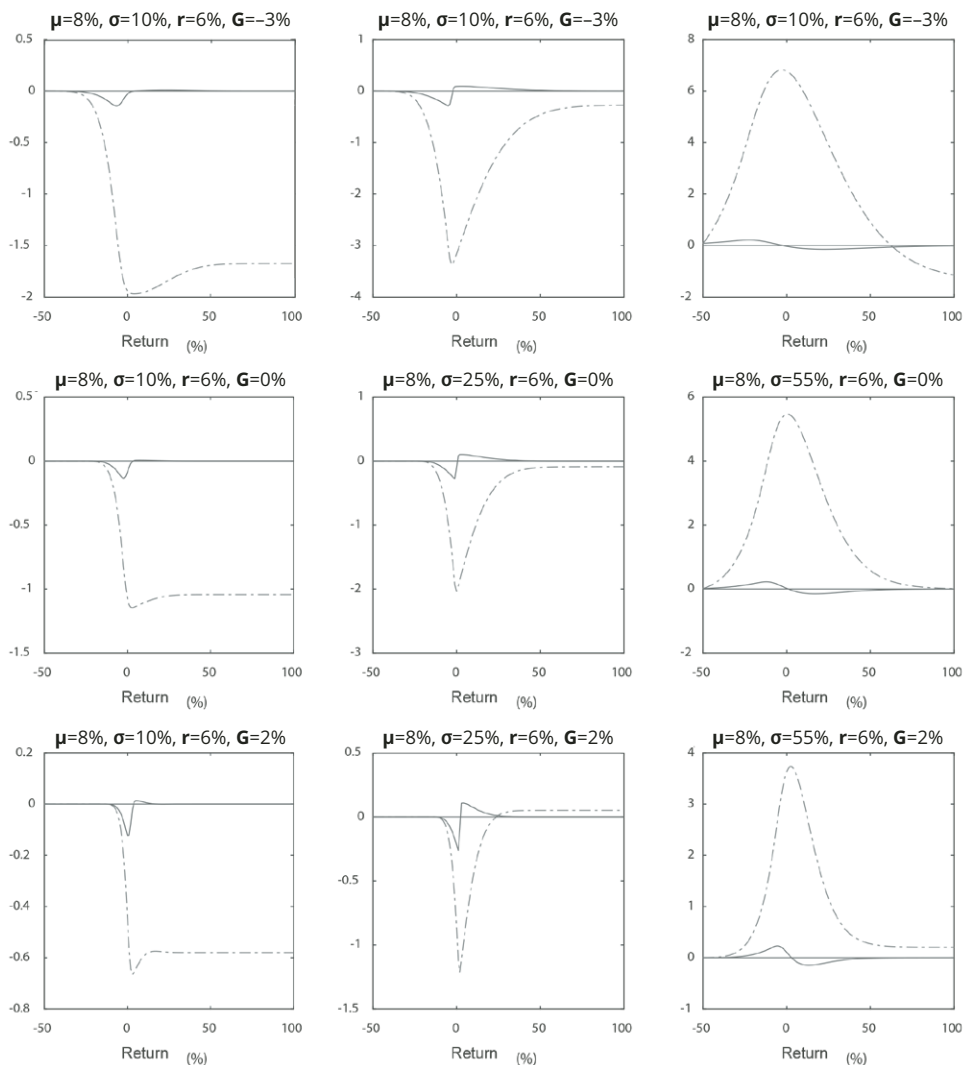 μ=8%, σ=10%, r=6%, G=–3% μ=8%, σ=10%, r=6%, G=–3% μ=8%, σ=10%, r=6%, G=–3%
0.5 1 8
0 0 6
-0.5 -1 4
-1 -2 2
-1.5 -3 0
-2 -4 -2
-50 0 50 100 -50 0 50 100 -50 0 50 100
Return (%) Return (%) Return (%)
μ=8%, σ=10%, r=6%, G=0% μ=8%, σ=25%, r=6%, G=0% μ=8%, σ=55%, r=6%, G=0%
0.5 1 6
0 0 4
-0.5 -1 2
-1 -2 0
-1.5 -3 -2
-50 0 50 100 -50 0 50 100 -50 0 50 100
Return (%) Return (%) Return (%)
μ=8%, σ=10%, r=6%, G=2% μ=8%, σ=25%, r=6%, G=2% μ=8%, σ=55%, r=6%, G=2%
0.2 0.5 4
0 0 3
-0.2 -0.5 2
-0.4 -1 1
-0.6 -1.5 0
-0.8 -1
-50 0 50 100 -50 0 50 100 -50 0 50 100
Return (%) Return (%) Return (%)